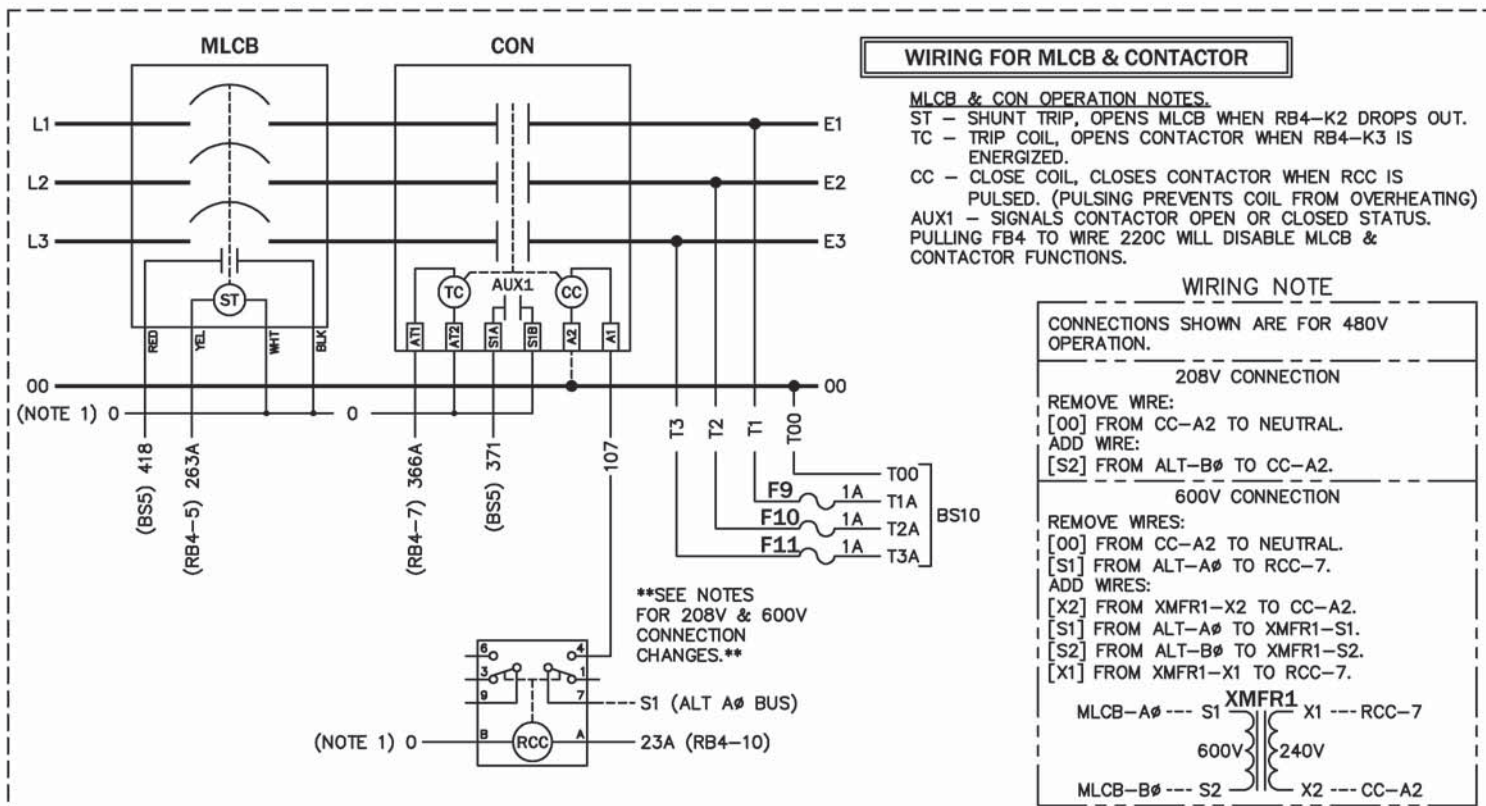 MLCB
CON
WIRING FOR MLCB & CONTACTOR
MLCB & CON OPERATION NOTES.
ST – SHUNT TRIP, OPENS MLCB WHEN RB4–K2 DROPS OUT.
TC – TRIP COIL, OPENS CONTACTOR WHEN RB4–K3 IS
ENERGIZED.
CC – CLOSE COIL, CLOSES CONTACTOR WHEN RCC IS
PULSED. (PULSING PREVENTS COIL FROM OVERHEATING)
AUX1 – SIGNALS CONTACTOR OPEN OR CLOSED STATUS.
PULLING FB4 TO WIRE 220C WILL DISABLE MLCB &
CONTACTOR FUNCTIONS.
L1
E1
L2
E2
L3
E3
ST
TC
AUX1
CC
RED
YEL
WHT
BLK
AT1
AT2
S1A
S1B
A2
A1
00
00
(NOTE 1) 0
0
(BS5) 418
(RB4–5) 263A
(RB4–7) 366A
(BS5) 371
107
T3
T2
T1
T00
T00
F9 1A T1A
F10 1A T2A
F11 1A T3A
BS10
**SEE NOTES
FOR 208V & 600V
CONNECTION
CHANGES.**
6
4
3
1
9
7
S1 (ALT AØ BUS)
(NOTE 1) 0
B
RCC
A
23A (RB4–10)
WIRING NOTE
CONNECTIONS SHOWN ARE FOR 480V
OPERATION.
208V CONNECTION
REMOVE WIRE:
[00] FROM CC–A2 TO NEUTRAL.
ADD WIRE:
[S2] FROM ALT–BØ TO CC–A2.
600V CONNECTION
REMOVE WIRES:
[00] FROM CC–A2 TO NEUTRAL.
[S1] FROM ALT–AØ TO RCC–7.
ADD WIRES:
[X2] FROM XMFR1–X2 TO CC–A2.
[S1] FROM ALT–AØ TO XMFR1–S1.
[S2] FROM ALT–BØ TO XMFR1–S2.
[X1] FROM XMFR1–X1 TO RCC–7.
XMFR1
MLCB–AØ --- S1
X1 --- RCC–7
600V
240V
MLCB–BØ --- S2
X2 --- CC–A2